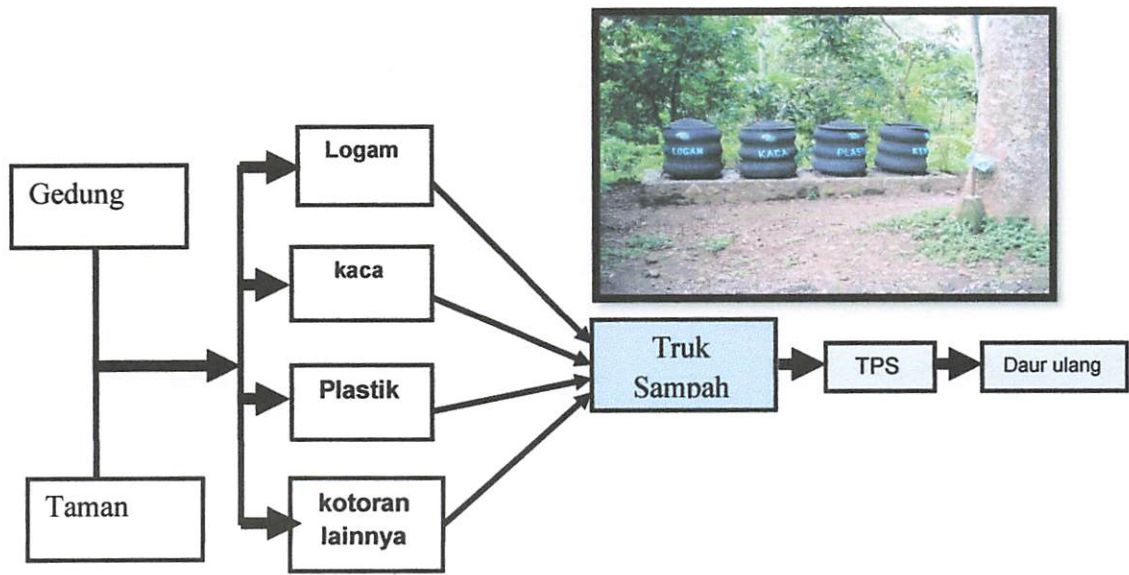 Gedung
Taman
Logam
kaca
Plastik
kotoran
lainnya
LOGAM
KACA
Truk
Sampah
TPS
Daur ulang